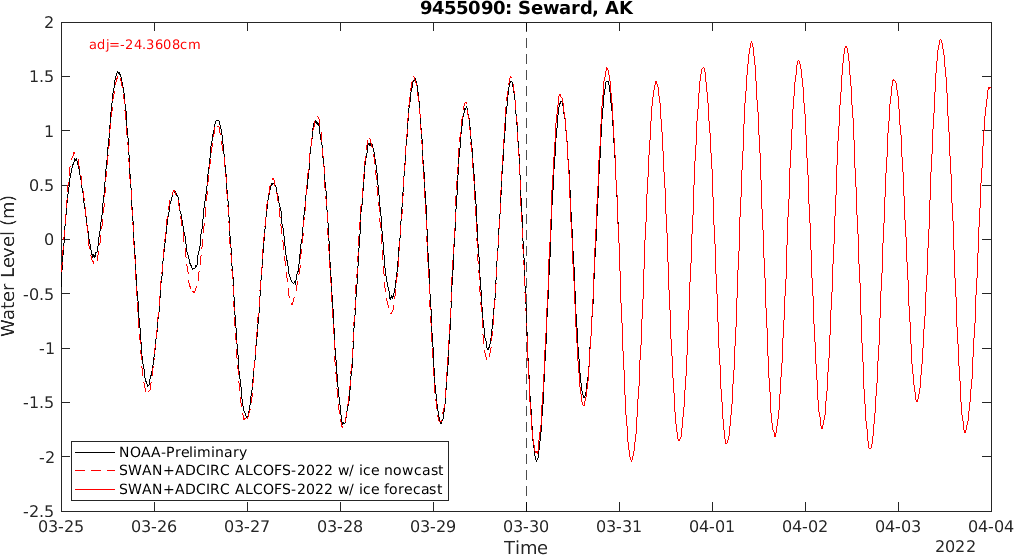 9455090: Seward, AK
adj=-24.3608cm
Water Level (m)
2
1.5
1
0.5
0
-0.5
-1
-1.5
-2
-2.5
NOAA-Preliminary
SWAN+ADCIRC ALCOFS-2022 w/ ice nowcast
SWAN+ADCIRC ALCOFS-2022 w/ ice forecast
03-25 03-26 03-27 03-28 03-29 03-30 03-31 04-01 04-02 04-03 04-04
Time
2022